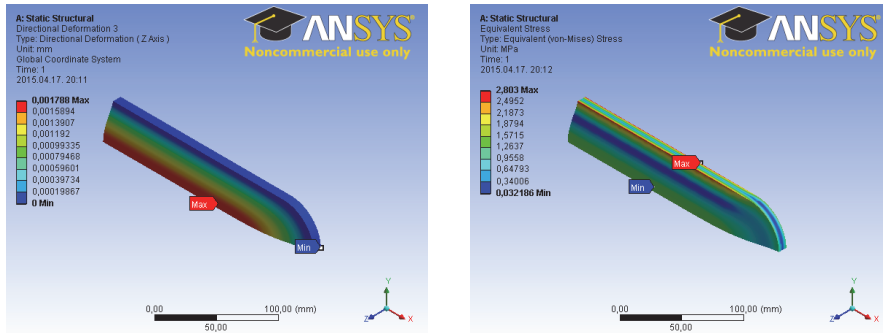 A: Static Structural
Directional Deformation 3
Type: Directional Deformation ( Z Axis )
Unit: mm
Global Coordinate System
Time: 1
2015.04.17. 20:11
ANSYS
Noncommercial use only
0,001788 Max
0,0015894
0,0013907
0,001192
0,00099335
0,00079468
0,00059601
0,00039734
0,00019867
0 Min
Max
Min
0,00
100,00 (mm)
50,00
Y
Z
X
A: Static Structural
Equivalent Stress
Type: Equivalent (von-Mises) Stress
Unit: MPa
Time: 1
2015.04.17. 20:12
ANSYS
Noncommercial use only
2,803 Max
2,4952
2,1873
1,8794
1,5715
1,2637
0,9558
0,64793
0,34006
0,032186 Min
Max
Min
0,00
100,00 (mm)
50,00
Y
Z
X